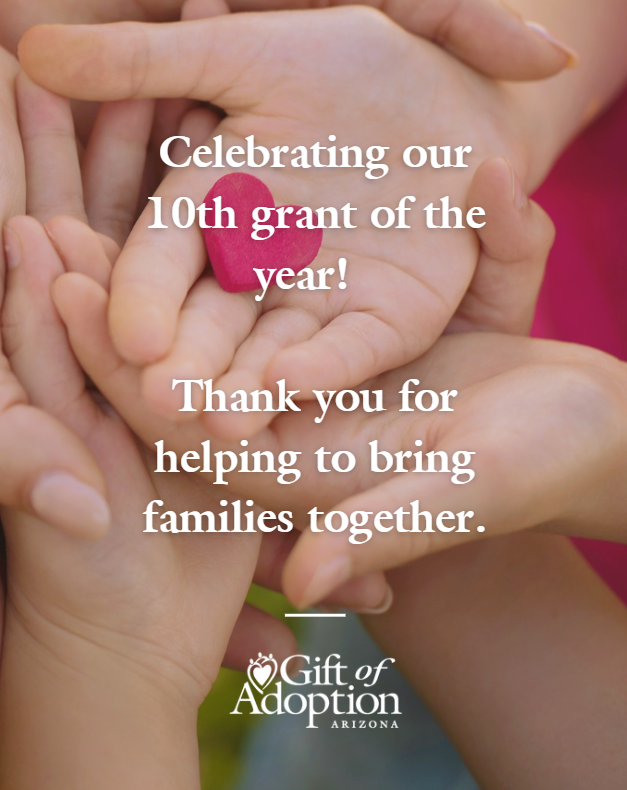 Celebrating our
10th grant of the
year!
Thank you for
helping to bring
families together.
Gift of
Adoption
ARIZONA